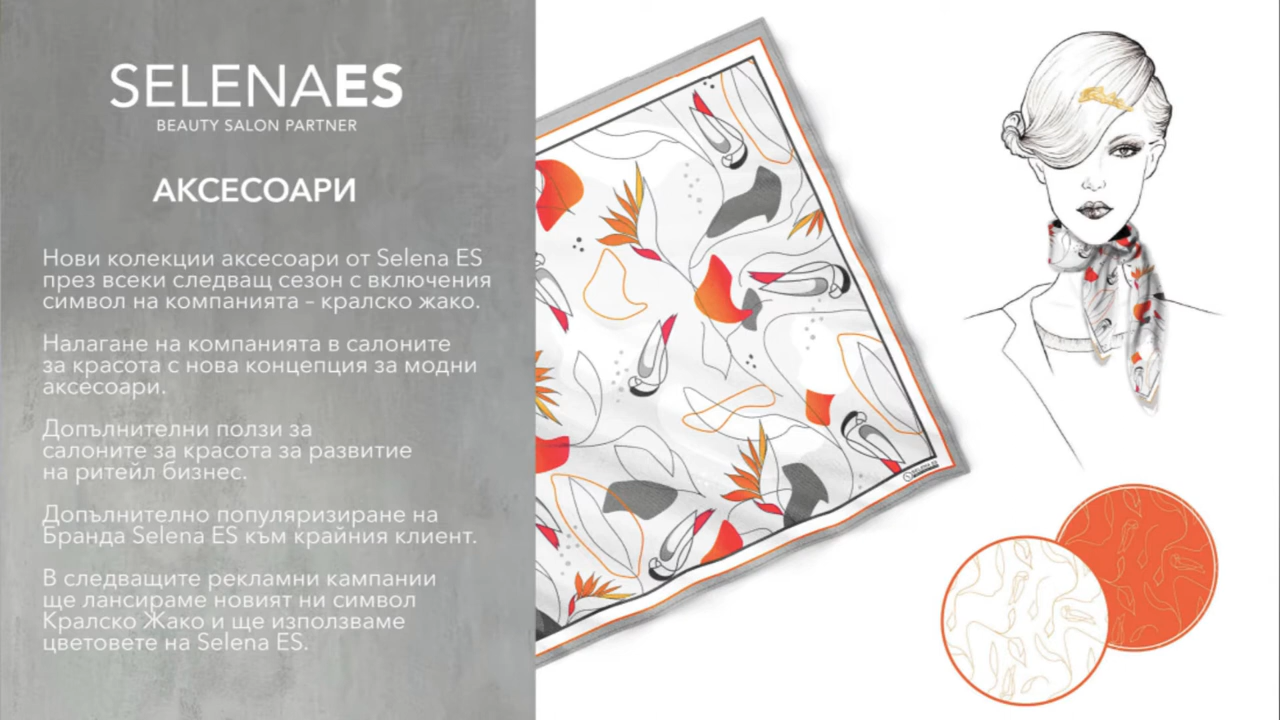 SELENAES
BEAUTY SALON PARTNER
АКСЕСОАРИ
Нови колекции аксесоари от Selena ES
през всеки следващ сезон с включения
символ на компанията – кралско жако.
Налагане на компанията в салоните
за красота с нова концепция за модни
аксесоари.
Допълнителни ползи за
салоните за красота за развитие
на ритейл бизнес.
Допълнително популяризиране на
Бранда Selena ES към крайния клиент.
В следващите рекламни кампании
ще лансираме новият ни символ
Кралско Жако и ще използваме
цветовете на Selena ES.
SELENA ES